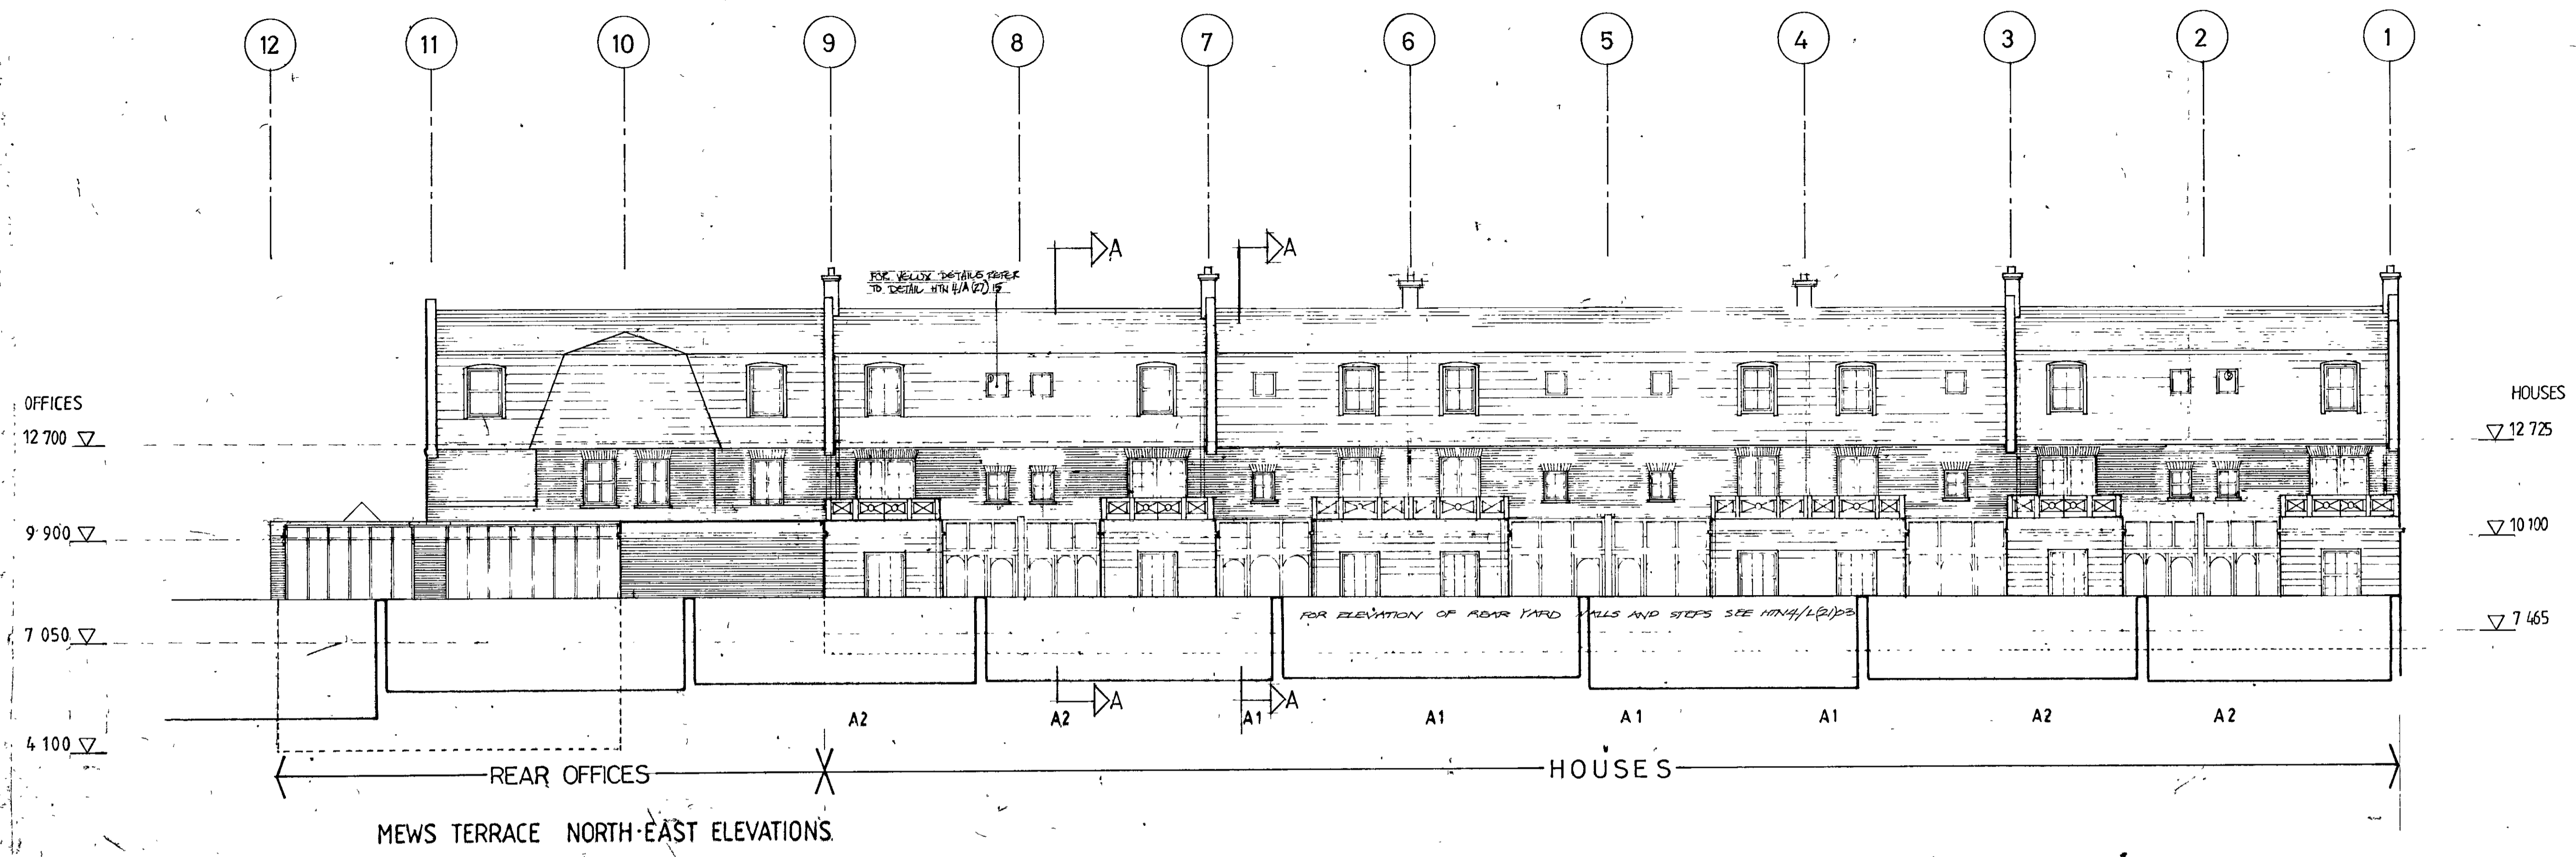 12 11 10 9 8 7 6 5 4 3 2 1
A A
FOR VELUX DETAILS REFER
TO DETAIL HTN 4/A (27) 15
OFFICES
HOUSES
12 700
12 725
9 900
10 100
FOR ELEVATION OF REAR YARD WALLS AND STEPS SEE HTN4/L(21)03
7 050
7 465
A A
A2 A2 A1 A1 A1 A1 A2 A2
4 100
REAR OFFICES
HOUSES
MEWS TERRACE NORTH·EAST ELEVATIONS